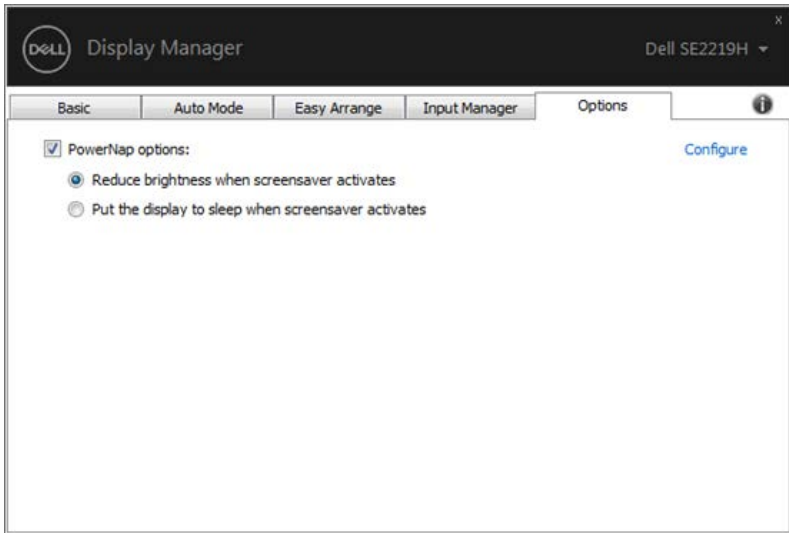 x
DELL Display Manager Dell SE2219H
Basic Auto Mode Easy Arrange Input Manager Options
PowerNap options: Configure
Reduce brightness when screensaver activates
Put the display to sleep when screensaver activates